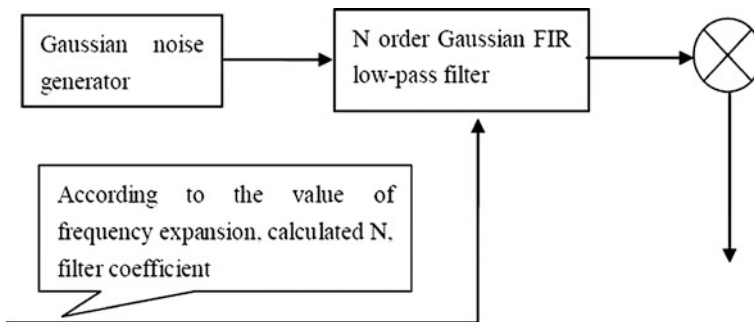 Gaussian noise
generator
N order Gaussian FIR
low-pass filter
According to the value of
frequency expansion, calculated N,
filter coefficient